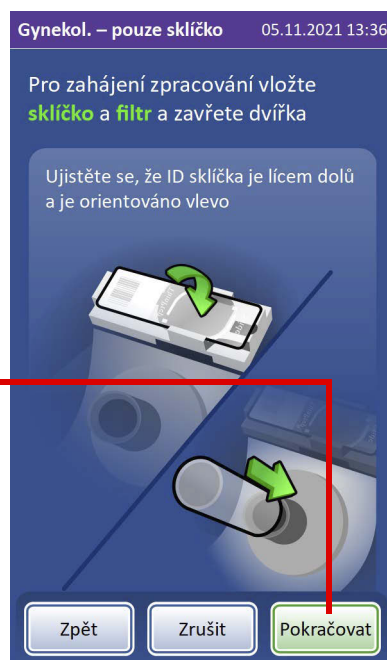 Gynekol. – pouze sklíčko 05.11.2021 13:36
Pro zahájení zpracování vložte
sklíčko a filtr a zavřete dvířka
Ujistěte se, že ID sklíčka je lícem dolů
a je orientováno vlevo
Zpět Zrušit Pokračovat